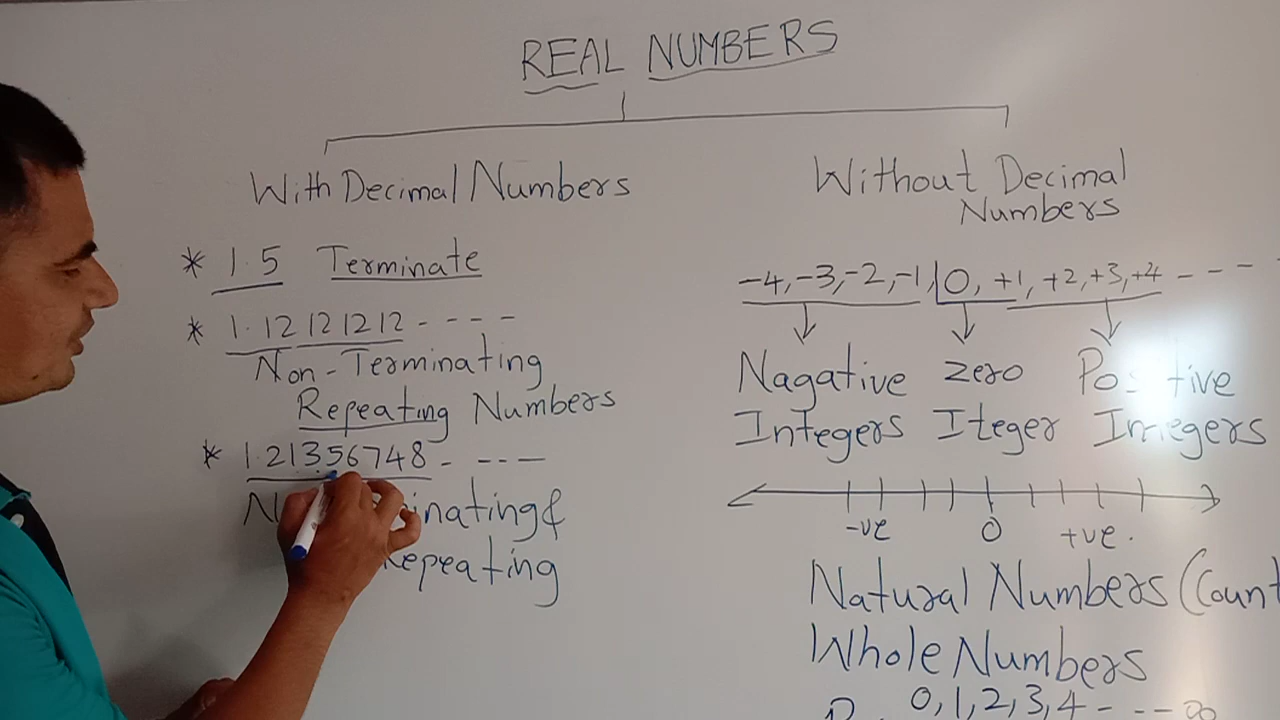 REAL NUMBERS
With Decimal Numbers
* 1.5 Terminate
* 1.12 12 12 12 - - - -
Non-Terminating
Repeating Numbers
* 1.21356748 - - - -
inating &
Repeating
Without Decimal
Numbers
-4, -3, -2, -1, 0, +1, +2, +3, +4 - - -
Nagative zero Positive
Integers Iteger Integers
-ve 0 +ve.
Natural Numbers (Count
Whole Numbers
0, 1, 2, 3, 4 - - - - ∞